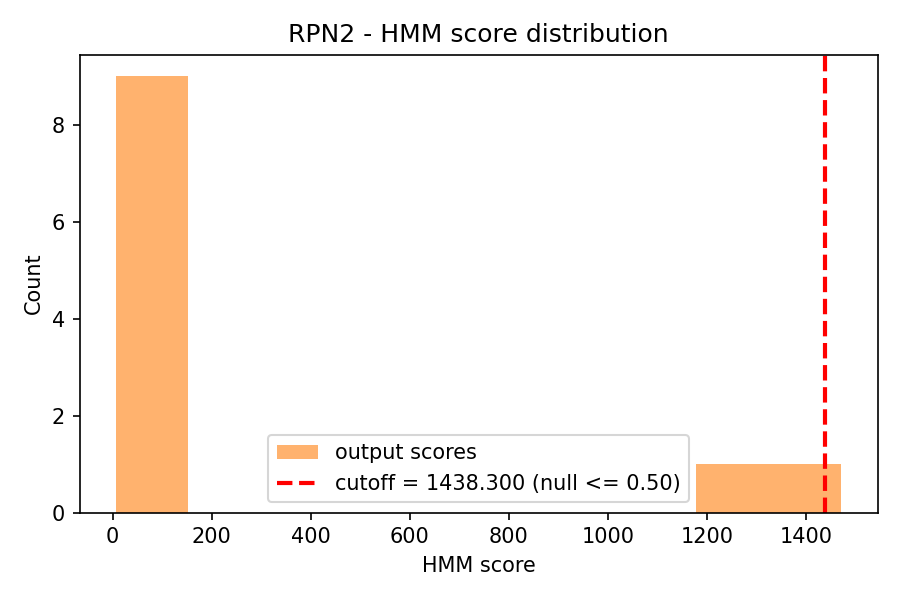 RPN2 - HMM score distribution
Count
8
6
4
2
0
output scores
cutoff = 1438.300 (null <= 0.50)
0 200 400 600 800 1000 1200 1400
HMM score